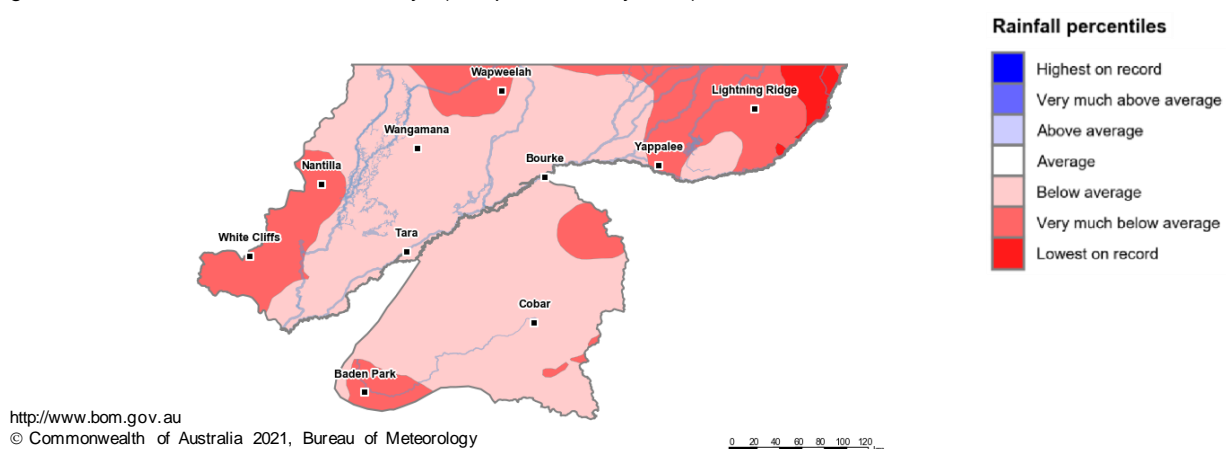 Rainfall percentiles
Highest on record
Very much above average
Above average
Average
Below average
Very much below average
Lowest on record
Wapweelah
Lightning Ridge
Wangamana
Yappalee
Bourke
Nantilla
Tara
White Cliffs
Cobar
Baden Park
http://www.bom.gov.au
© Commonwealth of Australia 2021, Bureau of Meteorology
0 20 40 60 80 100 120